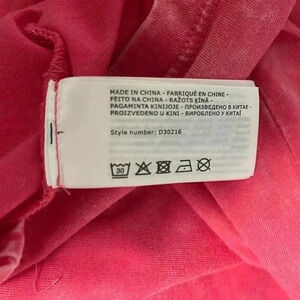 MADE IN CHINA - FABRIQUÉ EN CHINE -
FEITO NA CHINA - RAŽOTS ĶĪNĀ -
PAGAMINTA KINIJOJE - ПРОИЗВЕДЕНО В КИТАЕ -
PROIZVEDENO U KINI - ВИРОБЛЕНО У КИТАЇ
Style number: D30216
30